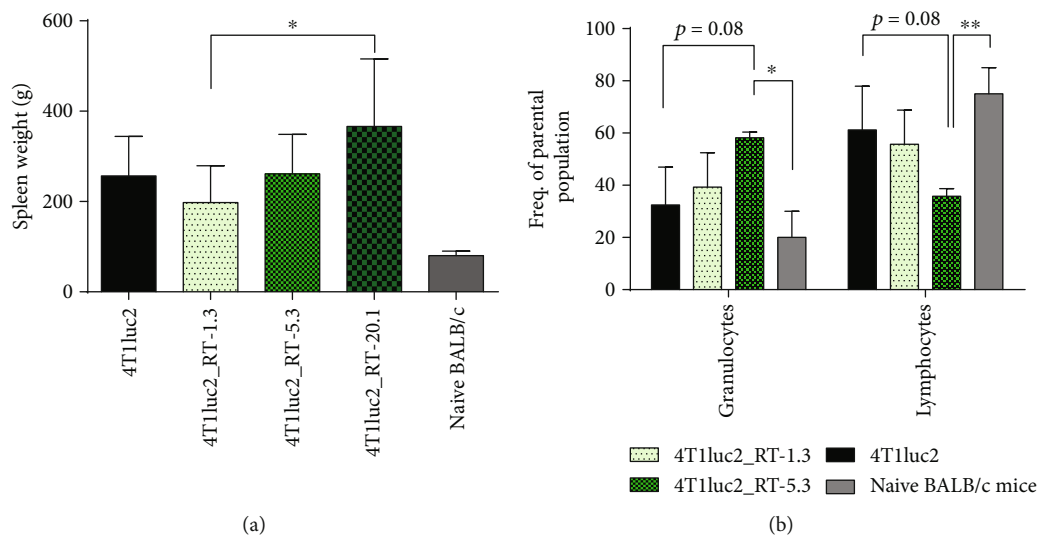 600
400
200
0
Spleen weight (g)
*
4T1luc2
4T1luc2_RT-1.3
4T1luc2_RT-5.3
4T1luc2_RT-20.1
Naive BALB/c
(a)
100
80
60
40
20
0
Freq. of parental
population
p = 0.08
*
p = 0.08
**
Granulocytes
Lymphocytes
4T1luc2_RT-1.3
4T1luc2
4T1luc2_RT-5.3
Naive BALB/c mice
(b)